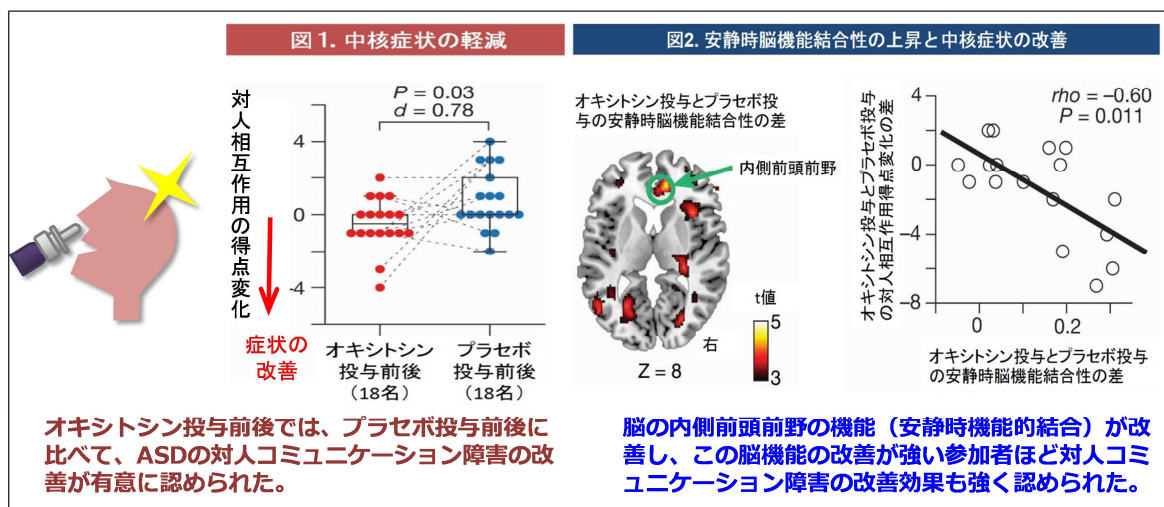 図1. 中核症状の軽減
対人相互作用の得点変化
P = 0.03
d = 0.78
4
2
0
-2
-4
症状の
改善
オキシトシン
投与前後
（18名）
プラセボ
投与前後
（18名）
オキシトシン投与前後では、プラセボ投与前後に
比べて、ASDの対人コミュニケーション障害の改
善が有意に認められた。
図2. 安静時脳機能結合性の上昇と中核症状の改善
オキシトシン投与とプラセボ投
与の安静時脳機能結合性の差
内側前頭前野
t値
5
3
右
Z = 8
オキシトシン投与とプラセボ投与
の対人相互作用得点変化の差
rho = −0.60
P = 0.011
4
0
−4
−8
0
0.2
オキシトシン投与とプラセボ投与
の安静時脳機能結合性の差
脳の内側前頭前野の機能（安静時機能的結合）が改
善し、この脳機能の改善が強い参加者ほど対人コミ
ュニケーション障害の改善効果も強く認められた。